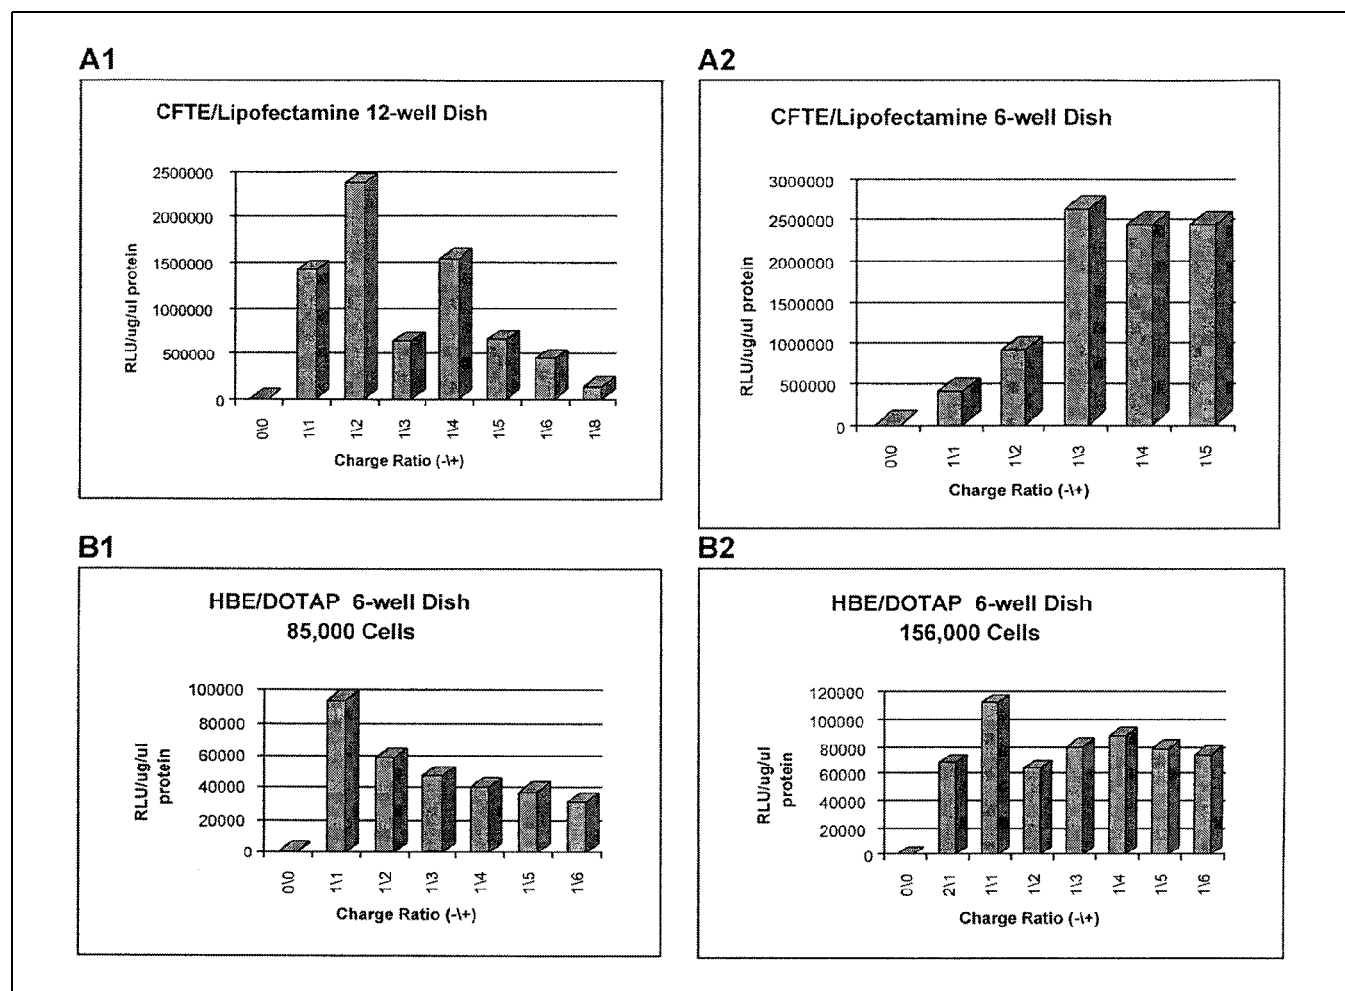 A1
CFTE/Lipofectamine 12-well Dish
RLU/ug/ul protein
2500000
2000000
1500000
1000000
500000
0
0\0 1\1 1\2 1\3 1\4 1\5 1\6 1\8
Charge Ratio (-\+)
A2
CFTE/Lipofectamine 6-well Dish
RLU/ug/ul protein
3000000
2500000
2000000
1500000
1000000
500000
0
0\0 1\1 1\2 1\3 1\4 1\5
Charge Ratio (-\+)
B1
HBE/DOTAP 6-well Dish
85,000 Cells
RLU/ug/ul
protein
100000
80000
60000
40000
20000
0
0\0 1\1 1\2 1\3 1\4 1\5 1\6
Charge Ratio (-\+)
B2
HBE/DOTAP 6-well Dish
156,000 Cells
RLU/ug/ul
protein
120000
100000
80000
60000
40000
20000
0
0\0 2\1 1\1 1\2 1\3 1\4 1\5 1\6
Charge Ratio (-\+)